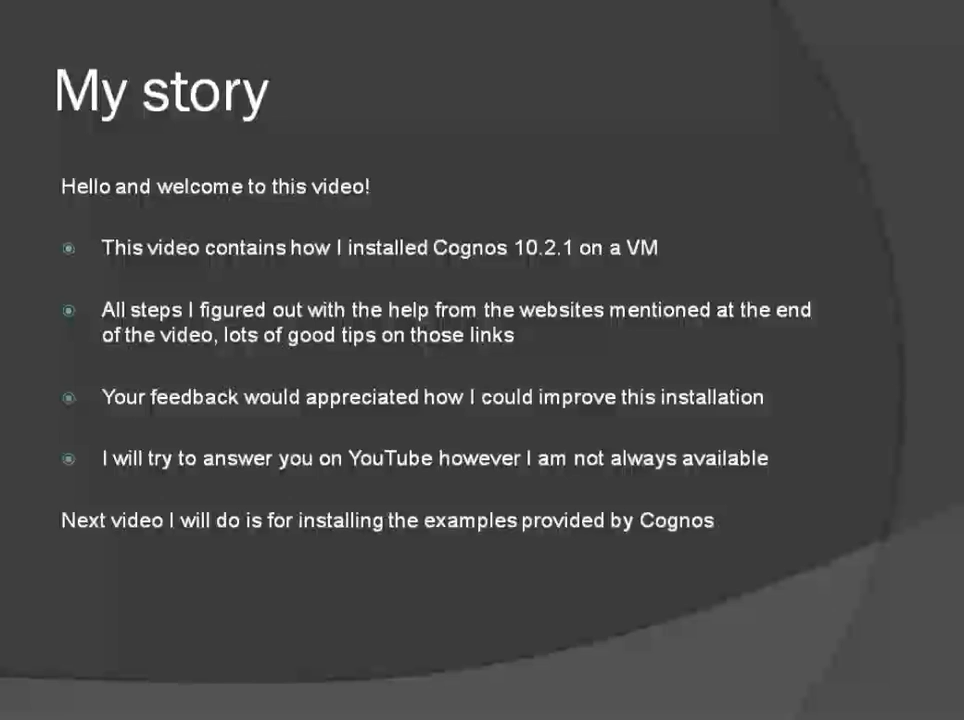 My story
Hello and welcome to this video!
This video contains how I installed Cognos 10.2.1 on a VM
All steps I figured out with the help from the websites mentioned at the end
of the video, lots of good tips on those links
Your feedback would appreciated how I could improve this installation
I will try to answer you on YouTube however I am not always available
Next video I will do is for installing the examples provided by Cognos